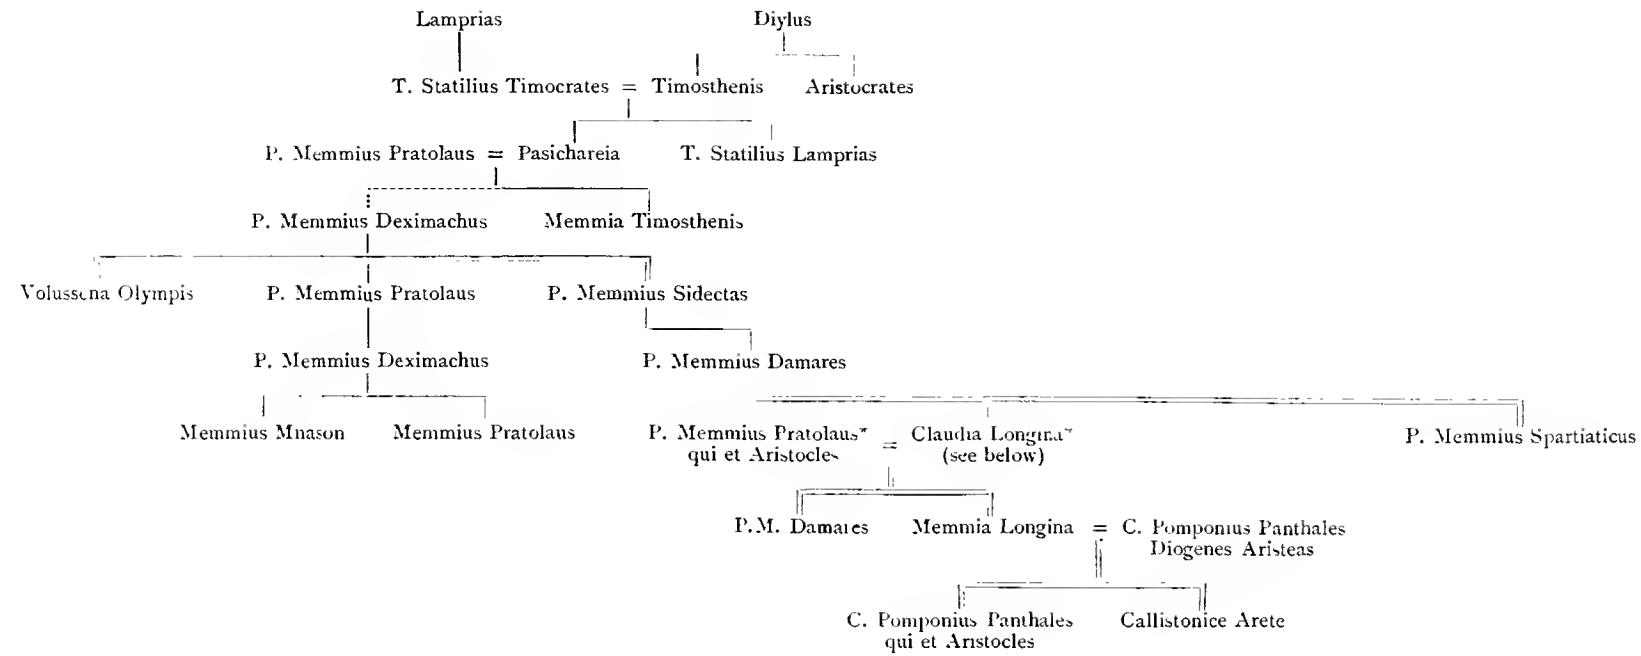 Lamprias Diylus
T. Statilius Timocrates = Timosthenis Aristocrates
P. Memmius Pratolaus = Pasichareia T. Statilius Lamprias
P. Memmius Deximachus Memmia Timosthenis
Volussena Olympis P. Memmius Pratolaus P. Memmius Sidectas
P. Memmius Deximachus P. Memmius Damares
Memmius Mnason Memmius Pratolaus P. Memmius Pratolaus* = Claudia Longina* P. Memmius Spartiaticus
qui et Aristocles (see below)
P.M. Damares Memmia Longina = C. Pomponius Panthales
Diogenes Aristeas
C. Pomponius Panthales Callistonice Arete
qui et Aristocles